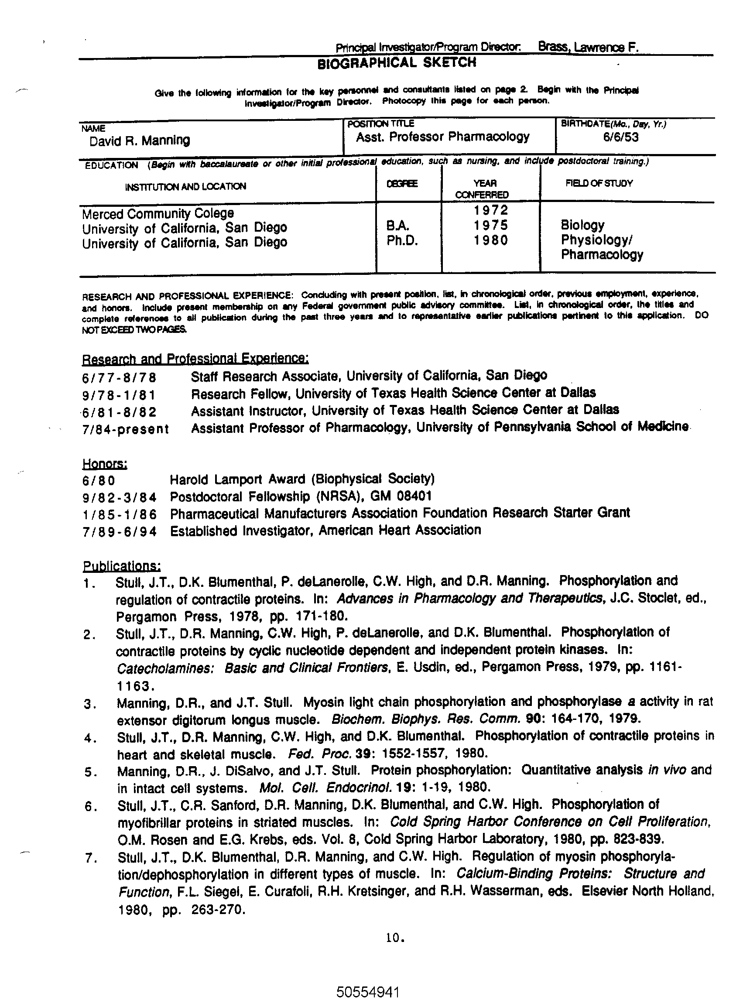 Principal Investigator/Program Director: Brass, Lawrence F.
BIOGRAPHICAL SKETCH
Give the following information for the key personnel and consultants listed on page 2. Begin with the Principal
Investigator/Program Director. Photocopy this page for each person.
NAME
David R. Manning
POSITION TITLE
Asst. Professor Pharmacology
BIRTHDATE(Mo., Day, Yr.)
6/6/53
EDUCATION (Begin with baccalaureate or other initial professional education, such as nursing, and include postdoctoral training.)
INSTITUTION AND LOCATION DEGREE YEAR CONFERRED FIELD OF STUDY
Merced Community Colege 1972
University of California, San Diego B.A. 1975 Biology
University of California, San Diego Ph.D. 1980 Physiology/
Pharmacology
RESEARCH AND PROFESSIONAL EXPERIENCE: Concluding with present position, list, in chronological order, previous employment, experience,
and honors. Include present membership on any Federal government public advisory committee. List, in chronological order, the titles and
complete references to all publication during the past three years and to representative earlier publications pertinent to this application. DO
NOT EXCEED TWO PAGES.
Research and Professional Experience:
6/77-8/78 Staff Research Associate, University of California, San Diego
9/78-1/81 Research Fellow, University of Texas Health Science Center at Dallas
6/81-8/82 Assistant Instructor, University of Texas Health Science Center at Dallas
7/84-present Assistant Professor of Pharmacology, University of Pennsylvania School of Medicine
Honors:
6/80 Harold Lamport Award (Biophysical Society)
9/82-3/84 Postdoctoral Fellowship (NRSA), GM 08401
1/85-1/86 Pharmaceutical Manufacturers Association Foundation Research Starter Grant
7/89-6/94 Established Investigator, American Heart Association
Publications:
1. Stull, J.T., D.K. Blumenthal, P. deLanerolle, C.W. High, and D.R. Manning. Phosphorylation and
regulation of contractile proteins. In: Advances in Pharmacology and Therapeutics, J.C. Stoclet, ed.,
Pergamon Press, 1978, pp. 171-180.
2. Stull, J.T., D.R. Manning, C.W. High, P. deLanerolle, and D.K. Blumenthal. Phosphorylation of
contractile proteins by cyclic nucleotide dependent and independent protein kinases. In:
Catecholamines: Basic and Clinical Frontiers, E. Usdin, ed., Pergamon Press, 1979, pp. 1161-
1163.
3. Manning, D.R., and J.T. Stull. Myosin light chain phosphorylation and phosphorylase a activity in rat
extensor digitorum longus muscle. Biochem. Biophys. Res. Comm. 90: 164-170, 1979.
4. Stull, J.T., D.R. Manning, C.W. High, and D.K. Blumenthal. Phosphorylation of contractile proteins in
heart and skeletal muscle. Fed. Proc. 39: 1552-1557, 1980.
5. Manning, D.R., J. DiSalvo, and J.T. Stull. Protein phosphorylation: Quantitative analysis in vivo and
in intact cell systems. Mol. Cell. Endocrinol. 19: 1-19, 1980.
6. Stull, J.T., C.R. Sanford, D.R. Manning, D.K. Blumenthal, and C.W. High. Phosphorylation of
myofibrillar proteins in striated muscles. In: Cold Spring Harbor Conference on Cell Proliferation,
O.M. Rosen and E.G. Krebs, eds. Vol. 8, Cold Spring Harbor Laboratory, 1980, pp. 823-839.
7. Stull, J.T., D.K. Blumenthal, D.R. Manning, and C.W. High. Regulation of myosin phosphoryla-
tion/dephosphorylation in different types of muscle. In: Calcium-Binding Proteins: Structure and
Function, F.L. Siegel, E. Curafoli, R.H. Kretsinger, and R.H. Wasserman, eds. Elsevier North Holland,
1980, pp. 263-270.
10.
50554941